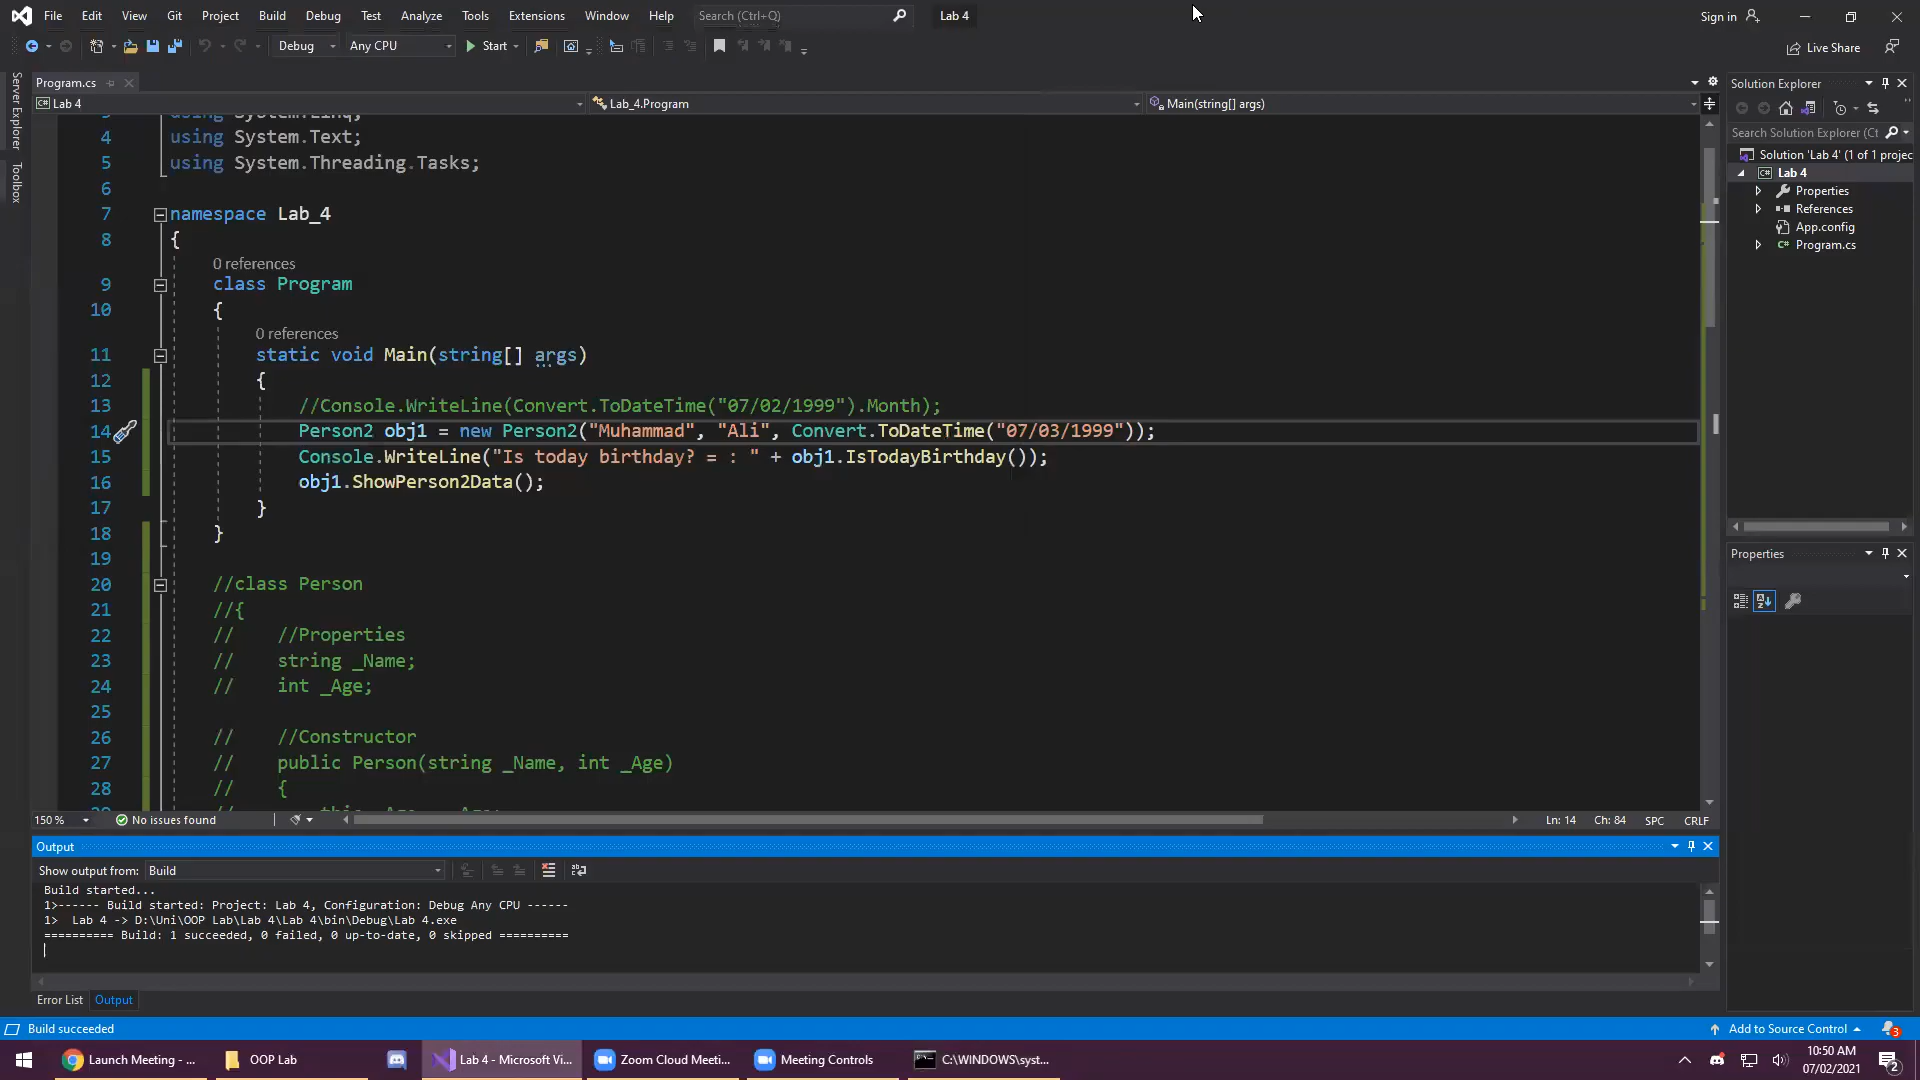 File Edit View Git Project Build Debug Test Analyze Tools Extensions Window Help Search (Ctrl+Q) Lab 4 Sign in
Debug Any CPU Start Live Share
Program.cs
Lab 4 Lab_4.Program Main(string[] args)
using System.Linq;
4 using System.Text;
5 using System.Threading.Tasks;
6
7 namespace Lab_4
8 {
0 references
9 class Program
10 {
0 references
11 static void Main(string[] args)
12 {
13 //Console.WriteLine(Convert.ToDateTime("07/02/1999").Month);
14 Person2 obj1 = new Person2("Muhammad", "Ali", Convert.ToDateTime("07/03/1999"));
15 Console.WriteLine("Is today birthday? = : " + obj1.IsTodayBirthday());
16 obj1.ShowPerson2Data();
17 }
18 }
19
20 //class Person
21 //{
22 // //Properties
23 // string _Name;
24 // int _Age;
25
26 // //Constructor
27 // public Person(string _Name, int _Age)
28 // {
150 % No issues found Ln: 14 Ch: 84 SPC CRLF
Output
Show output from: Build
Build started...
1>------ Build started: Project: Lab 4, Configuration: Debug Any CPU ------
1> Lab 4 -> D:\Uni\OOP Lab\Lab 4\Lab 4\bin\Debug\Lab 4.exe
========== Build: 1 succeeded, 0 failed, 0 up-to-date, 0 skipped ==========
Error List Output
Server Explorer
Toolbox
Solution Explorer
Search Solution Explorer (Ct
Solution 'Lab 4' (1 of 1 projec
Lab 4
Properties
References
App.config
Program.cs
Properties
Build succeeded Add to Source Control 3
Launch Meeting - ... OOP Lab Lab 4 - Microsoft Vi... Zoom Cloud Meeti... Meeting Controls C:\WINDOWS\syst... 10:50 AM
07/02/2021 2